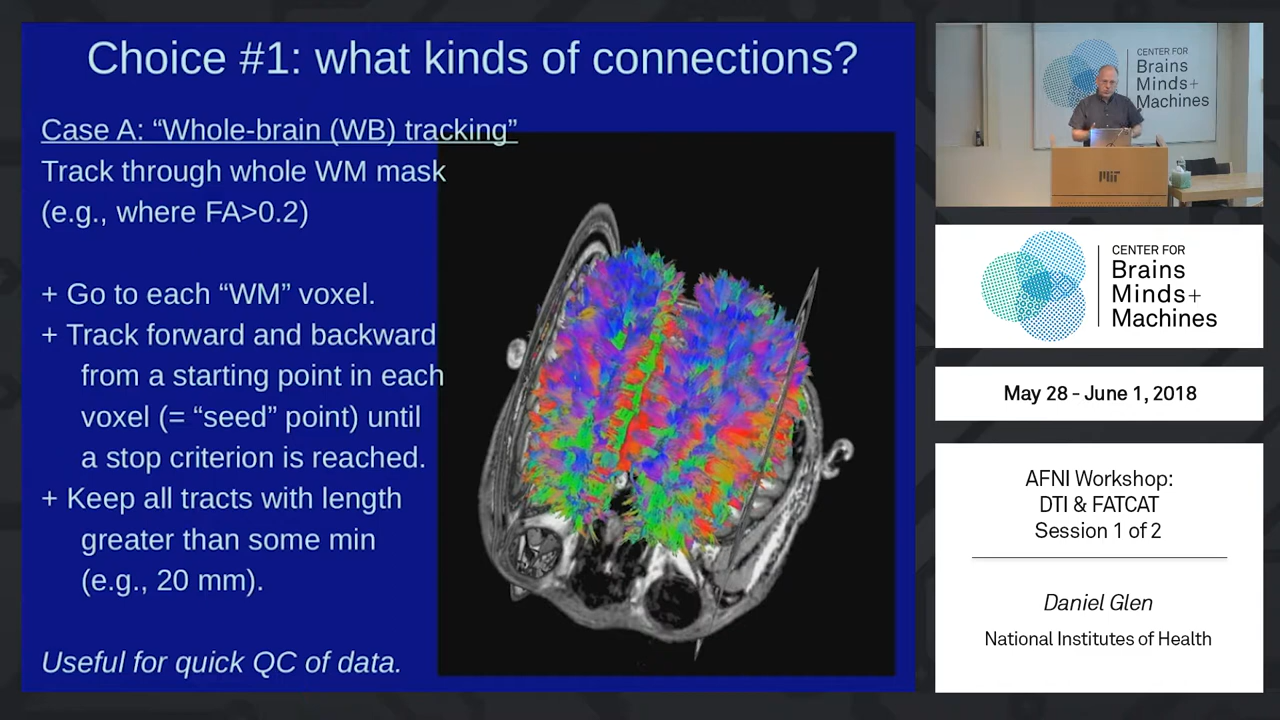 Choice #1: what kinds of connections?
Case A: “Whole-brain (WB) tracking”
Track through whole WM mask
(e.g., where FA>0.2)
+ Go to each “WM” voxel.
+ Track forward and backward
from a starting point in each
voxel (= “seed” point) until
a stop criterion is reached.
+ Keep all tracts with length
greater than some min
(e.g., 20 mm).
Useful for quick QC of data.
CENTER FOR
Brains
Minds+
Machines
MIT
CENTER FOR
Brains
Minds+
Machines
May 28 - June 1, 2018
AFNI Workshop:
DTI & FATCAT
Session 1 of 2
Daniel Glen
National Institutes of Health